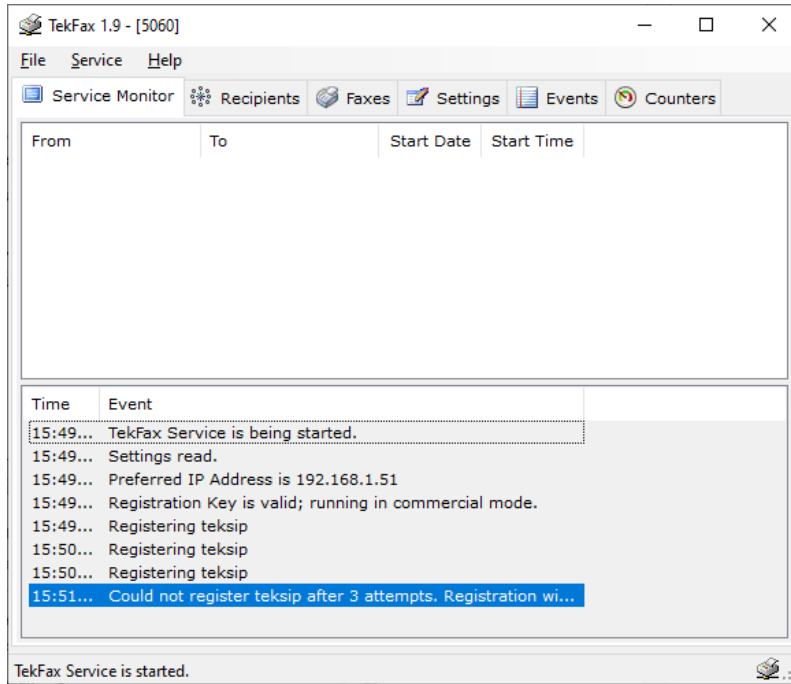 TekFax 1.9 - [5060]
File Service Help
Service Monitor Recipients Faxes Settings Events Counters
From To Start Date Start Time
Time Event
15:49... TekFax Service is being started.
15:49... Settings read.
15:49... Preferred IP Address is 192.168.1.51
15:49... Registration Key is valid; running in commercial mode.
15:49... Registering teksip
15:50... Registering teksip
15:50... Registering teksip
15:51... Could not register teksip after 3 attempts. Registration wi...
TekFax Service is started.